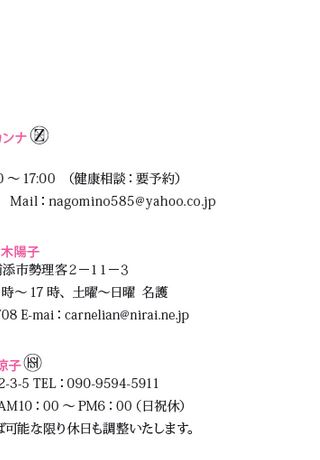 カンナ
0 ～ 17:00 （健康相談：要予約）
Mail：nagomino585@yahoo.co.jp
木陽子
浦添市勢理客２－１１－３
時～ 17 時、土曜～日曜 名護
708 E-mai：carnelian@nirai.ne.jp
涼子
2-3-5 TEL：090-9594-5911
AM10：00 ～ PM6：00（日祝休）
ば可能な限り休日も調整いたします。